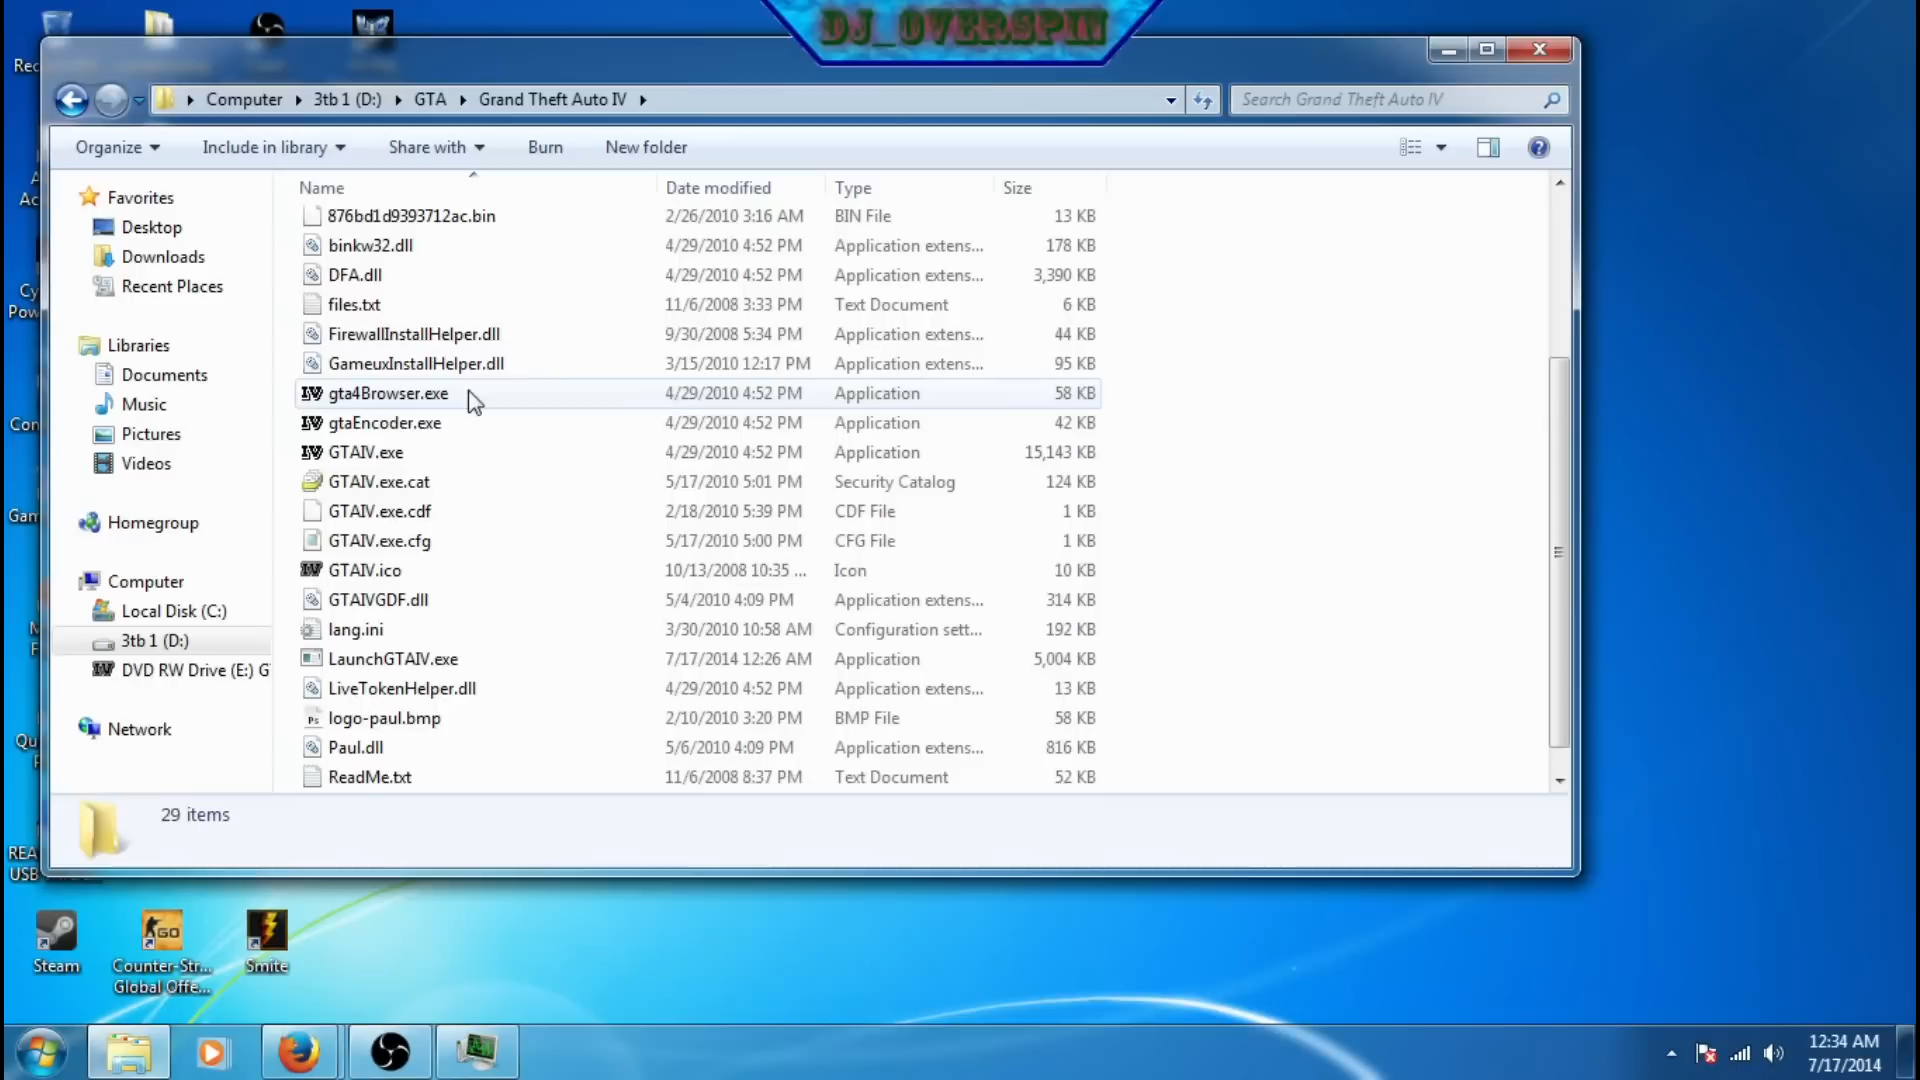 DJ_OVERSPIN
Rec
Computer 3tb 1 (D:) GTA Grand Theft Auto IV
Search Grand Theft Auto IV
Organize Include in library Share with Burn New folder
Name Date modified Type Size
Favorites
Desktop
Downloads
Recent Places
Libraries
Documents
Music
Pictures
Videos
Homegroup
Computer
Local Disk (C:)
3tb 1 (D:)
DVD RW Drive (E:) G
Network
876bd1d9393712ac.bin 2/26/2010 3:16 AM BIN File 13 KB
binkw32.dll 4/29/2010 4:52 PM Application extens... 178 KB
DFA.dll 4/29/2010 4:52 PM Application extens... 3,390 KB
files.txt 11/6/2008 3:33 PM Text Document 6 KB
FirewallInstallHelper.dll 9/30/2008 5:34 PM Application extens... 44 KB
GameuxInstallHelper.dll 3/15/2010 12:17 PM Application extens... 95 KB
gta4Browser.exe 4/29/2010 4:52 PM Application 58 KB
gtaEncoder.exe 4/29/2010 4:52 PM Application 42 KB
GTAIV.exe 4/29/2010 4:52 PM Application 15,143 KB
GTAIV.exe.cat 5/17/2010 5:01 PM Security Catalog 124 KB
GTAIV.exe.cdf 2/18/2010 5:39 PM CDF File 1 KB
GTAIV.exe.cfg 5/17/2010 5:00 PM CFG File 1 KB
GTAIV.ico 10/13/2008 10:35 ... Icon 10 KB
GTAIVGDF.dll 5/4/2010 4:09 PM Application extens... 314 KB
lang.ini 3/30/2010 10:58 AM Configuration sett... 192 KB
LaunchGTAIV.exe 7/17/2014 12:26 AM Application 5,004 KB
LiveTokenHelper.dll 4/29/2010 4:52 PM Application extens... 13 KB
logo-paul.bmp 2/10/2010 3:20 PM BMP File 58 KB
Paul.dll 5/6/2010 4:09 PM Application extens... 816 KB
ReadMe.txt 11/6/2008 8:37 PM Text Document 52 KB
29 items
Ac
Cy
Pow
Con
Gam
Qu
REA
USB
Steam
Counter-Str...
Global Offe...
Smite
12:34 AM
7/17/2014